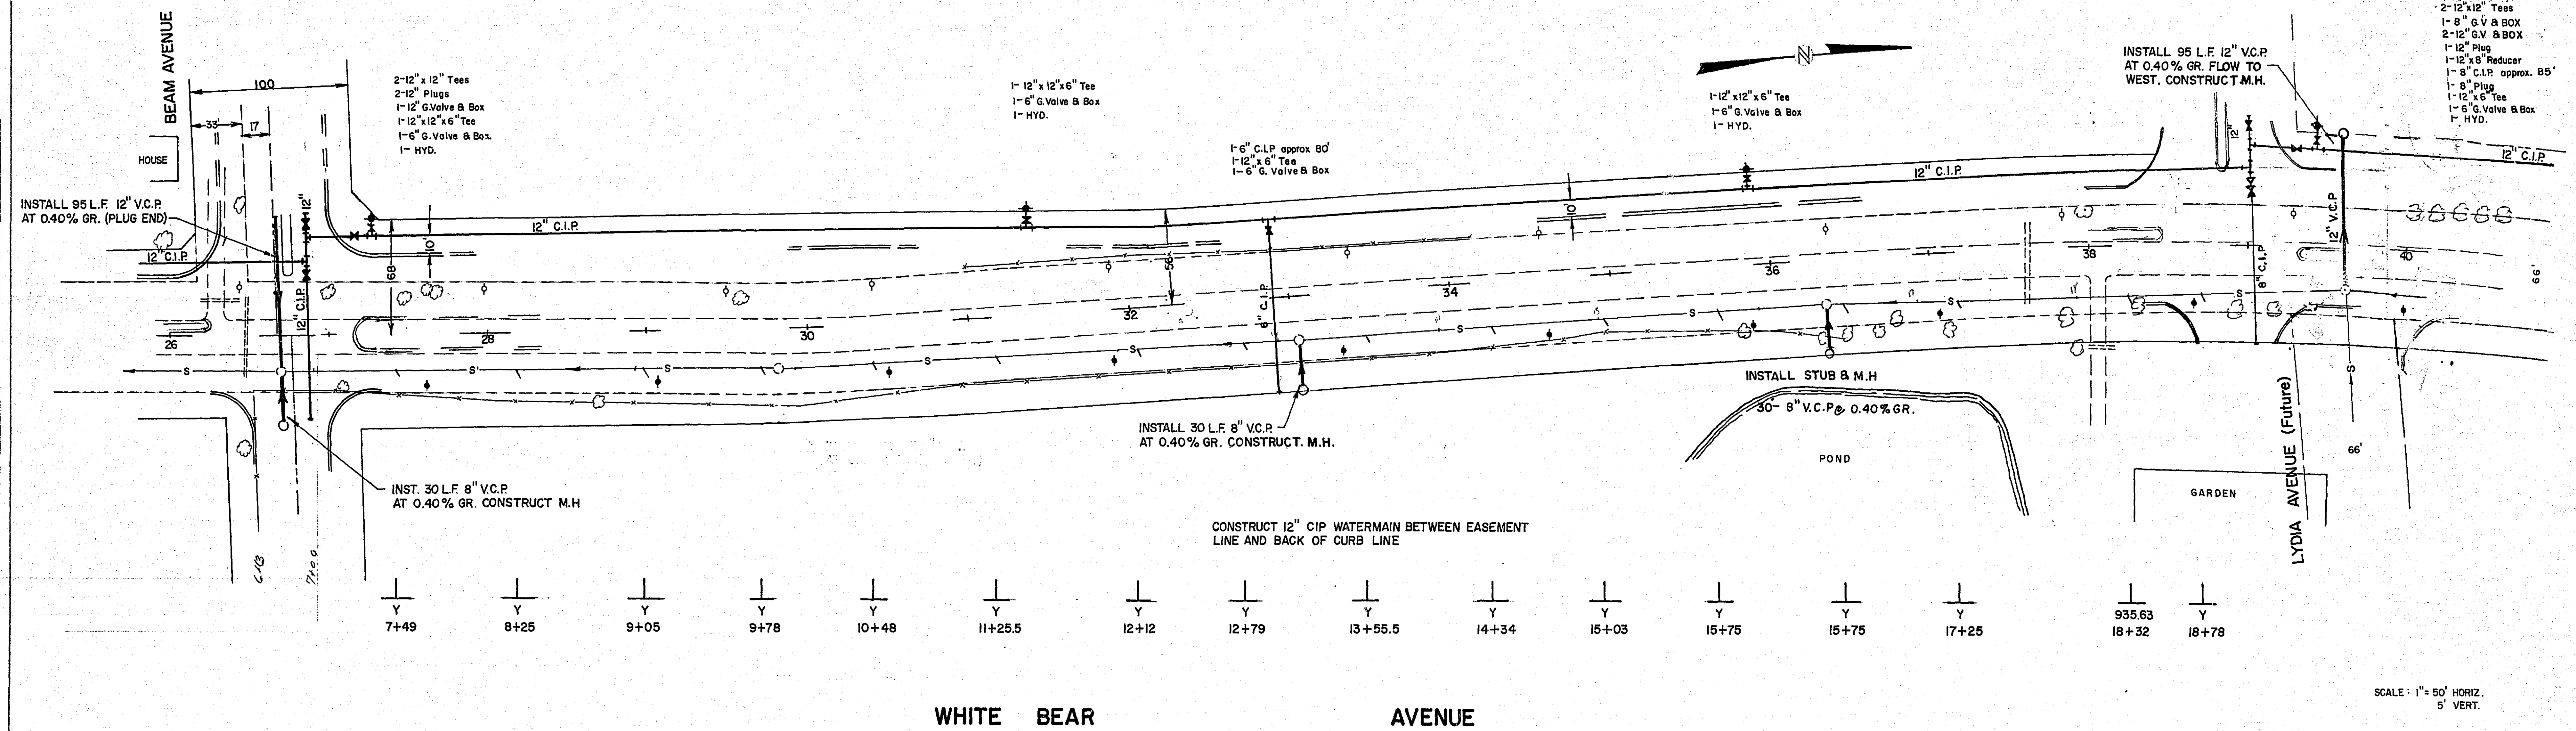 BEAM AVENUE
100
33'
17
HOUSE
2-12" x 12" Tees
2-12" Plugs
1-12" G.Valve & Box
1-12"x12"x6" Tee
1-6" G.Valve & Box.
1- HYD.
1-12"x12"x6" Tee
1-6" G.Valve & Box
1- HYD.
1-6" C.I.P. approx 80'
1-12"x6" Tee
1-6" G. Valve & Box
N
1-12"x12"x6" Tee
1-6" G.Valve & Box
1- HYD.
INSTALL 95 L.F. 12" V.C.P.
AT 0.40% GR. FLOW TO
WEST. CONSTRUCT M.H.
2-12"x12" Tees
1-8" G.V & BOX
2-12" G.V & BOX
1-12" Plug
1-12"x8" Reducer
1-8" C.I.P. approx. 85'
1-8" Plug
1-12"x6" Tee
1-6" G.Valve & Box
1- HYD.
INSTALL 95 L.F. 12" V.C.P.
AT 0.40% GR. (PLUG END)
12"
12" C.I.P.
12" C.I.P.
12" C.I.P.
12" C.I.P.
12"
12" C.I.P.
10'
68
56
10'
6" C.I.P.
8" C.I.P
12" V.C.P
66'
26
28
30
32
34
36
38
40
S
S
S
S
S
S
S
S
S
S
S
INSTALL STUB & M.H
30'- 8" V.C.P@ 0.40% GR.
POND
INSTALL 30 L.F. 8" V.C.P.
AT 0.40% GR. CONSTRUCT. M.H.
INST. 30 L.F. 8" V.C.P.
AT 0.40% GR. CONSTRUCT M.H
GARDEN
LYDIA AVENUE (Future)
66'
CONSTRUCT 12" CIP WATERMAIN BETWEEN EASEMENT
LINE AND BACK OF CURB LINE
7+00
Y Y Y Y Y Y Y Y Y Y Y Y Y Y 935.63 Y
7+49 8+25 9+05 9+78 10+48 11+25.5 12+12 12+79 13+55.5 14+34 15+03 15+75 15+75 17+25 18+32 18+78
SCALE : 1"= 50' HORIZ.
5' VERT.
WHITE BEAR AVENUE